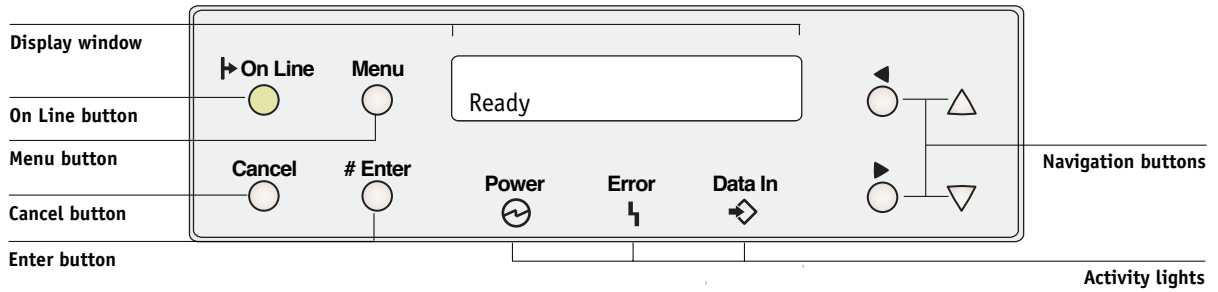 Display window
On Line button
Menu button
Cancel button
Enter button
On Line
Menu
Ready
Cancel
# Enter
Power
Error
Data In
Navigation buttons
Activity lights